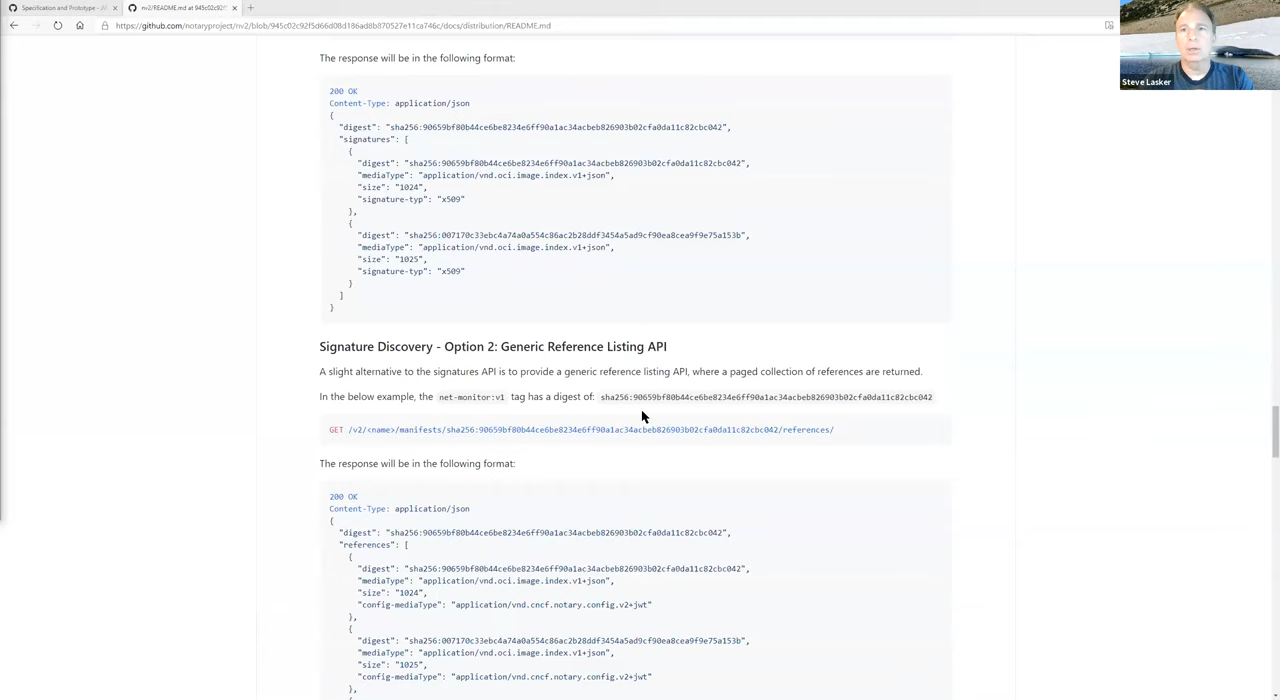 Specification and Prototype - 
nv2/README.md at 945c02c92f
https://github.com/notaryproject/nv2/blob/945c02c92f5d66d08d186ad8b870527e11ca746c/docs/distribution/README.md
Steve Lasker
The response will be in the following format:
200 OK
Content-Type: application/json
{
"digest": "sha256:90659bf80b44ce6be8234e6ff90a1ac34acbeb826903b02cfa0da11c82cbc042",
"signatures": [
{
"digest": "sha256:90659bf80b44ce6be8234e6ff90a1ac34acbeb826903b02cfa0da11c82cbc042",
"mediaType": "application/vnd.oci.image.index.v1+json",
"size": "1024",
"signature-typ": "x509"
},
{
"digest": "sha256:007170c33ebc4a74a0a554c86ac2b28ddf3454a5ad9cf90ea8cea9f9e75a153b",
"mediaType": "application/vnd.oci.image.index.v1+json",
"size": "1025",
"signature-typ": "x509"
}
]
}
Signature Discovery - Option 2: Generic Reference Listing API
A slight alternative to the signatures API is to provide a generic reference listing API, where a paged collection of references are returned.
In the below example, the net-monitor:v1 tag has a digest of: sha256:90659bf80b44ce6be8234e6ff90a1ac34acbeb826903b02cfa0da11c82cbc042
GET /v2/<name>/manifests/sha256:90659bf80b44ce6be8234e6ff90a1ac34acbeb826903b02cfa0da11c82cbc042/references/
The response will be in the following format:
200 OK
Content-Type: application/json
{
"digest": "sha256:90659bf80b44ce6be8234e6ff90a1ac34acbeb826903b02cfa0da11c82cbc042",
"references": [
{
"digest": "sha256:90659bf80b44ce6be8234e6ff90a1ac34acbeb826903b02cfa0da11c82cbc042",
"mediaType": "application/vnd.oci.image.index.v1+json",
"size": "1024",
"config-mediaType": "application/vnd.cncf.notary.config.v2+jwt"
},
{
"digest": "sha256:007170c33ebc4a74a0a554c86ac2b28ddf3454a5ad9cf90ea8cea9f9e75a153b",
"mediaType": "application/vnd.oci.image.index.v1+json",
"size": "1025",
"config-mediaType": "application/vnd.cncf.notary.config.v2+jwt"
},